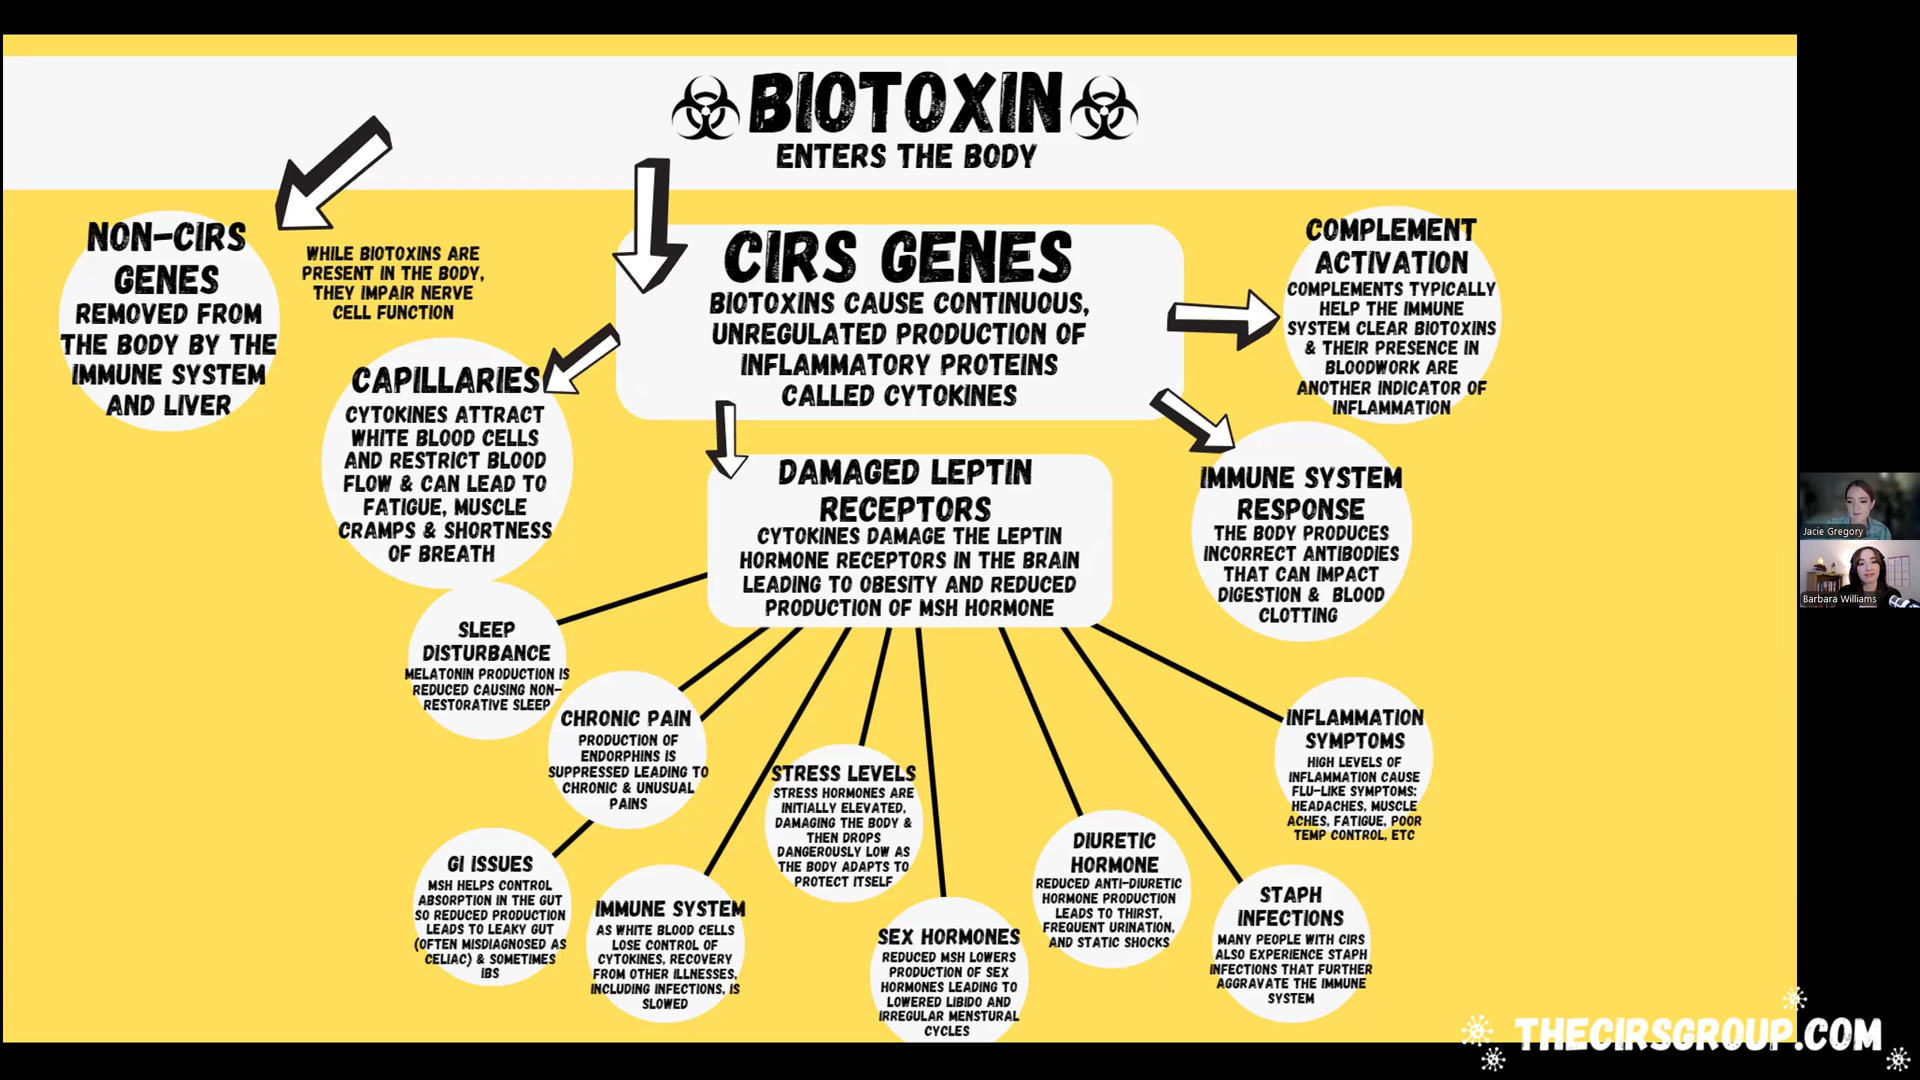 BIOTOXIN
ENTERS THE BODY
NON-CIRS
GENES
REMOVED FROM
THE BODY BY THE
IMMUNE SYSTEM
AND LIVER
WHILE BIOTOXINS ARE
PRESENT IN THE BODY,
THEY IMPAIR NERVE
CELL FUNCTION
CIRS GENES
BIOTOXINS CAUSE CONTINUOUS,
UNREGULATED PRODUCTION OF
INFLAMMATORY PROTEINS
CALLED CYTOKINES
COMPLEMENT
ACTIVATION
COMPLEMENTS TYPICALLY
HELP THE IMMUNE
SYSTEM CLEAR BIOTOXINS
& THEIR PRESENCE IN
BLOODWORK ARE
ANOTHER INDICATOR OF
INFLAMMATION
CAPILLARIES
CYTOKINES ATTRACT
WHITE BLOOD CELLS
AND RESTRICT BLOOD
FLOW & CAN LEAD TO
FATIGUE, MUSCLE
CRAMPS & SHORTNESS
OF BREATH
DAMAGED LEPTIN
RECEPTORS
CYTOKINES DAMAGE THE LEPTIN
HORMONE RECEPTORS IN THE BRAIN
LEADING TO OBESITY AND REDUCED
PRODUCTION OF MSH HORMONE
IMMUNE SYSTEM
RESPONSE
THE BODY PRODUCES
INCORRECT ANTIBODIES
THAT CAN IMPACT
DIGESTION & BLOOD
CLOTTING
SLEEP
DISTURBANCE
MELATONIN PRODUCTION IS
REDUCED CAUSING NON-
RESTORATIVE SLEEP
CHRONIC PAIN
PRODUCTION OF
ENDORPHINS IS
SUPPRESSED LEADING TO
CHRONIC & UNUSUAL
PAINS
GI ISSUES
MSH HELPS CONTROL
ABSORPTION IN THE GUT
SO REDUCED PRODUCTION
LEADS TO LEAKY GUT
(OFTEN MISDIAGNOSED AS
CELIAC) & SOMETIMES
IBS
IMMUNE SYSTEM
AS WHITE BLOOD CELLS
LOSE CONTROL OF
CYTOKINES, RECOVERY
FROM OTHER ILLNESSES,
INCLUDING INFECTIONS, IS
SLOWED
STRESS LEVELS
STRESS HORMONES ARE
INITIALLY ELEVATED,
DAMAGING THE BODY &
THEN DROPS
DANGEROUSLY LOW AS
THE BODY ADAPTS TO
PROTECT ITSELF
SEX HORMONES
REDUCED MSH LOWERS
PRODUCTION OF SEX
HORMONES LEADING TO
LOWERED LIBIDO AND
IRREGULAR MENSTURAL
CYCLES
DIURETIC
HORMONE
REDUCED ANTI-DIURETIC
HORMONE PRODUCTION
LEADS TO THIRST,
FREQUENT URINATION,
AND STATIC SHOCKS
STAPH
INFECTIONS
MANY PEOPLE WITH CIRS
ALSO EXPERIENCE STAPH
INFECTIONS THAT FURTHER
AGGRAVATE THE IMMUNE
SYSTEM
INFLAMMATION
SYMPTOMS
HIGH LEVELS OF
INFLAMMATION CAUSE
FLU-LIKE SYMPTOMS:
HEADACHES, MUSCLE
ACHES, FATIGUE, POOR
TEMP CONTROL, ETC
Jacie Gregory
Barbara Williams
THECIRSGROUP.COM